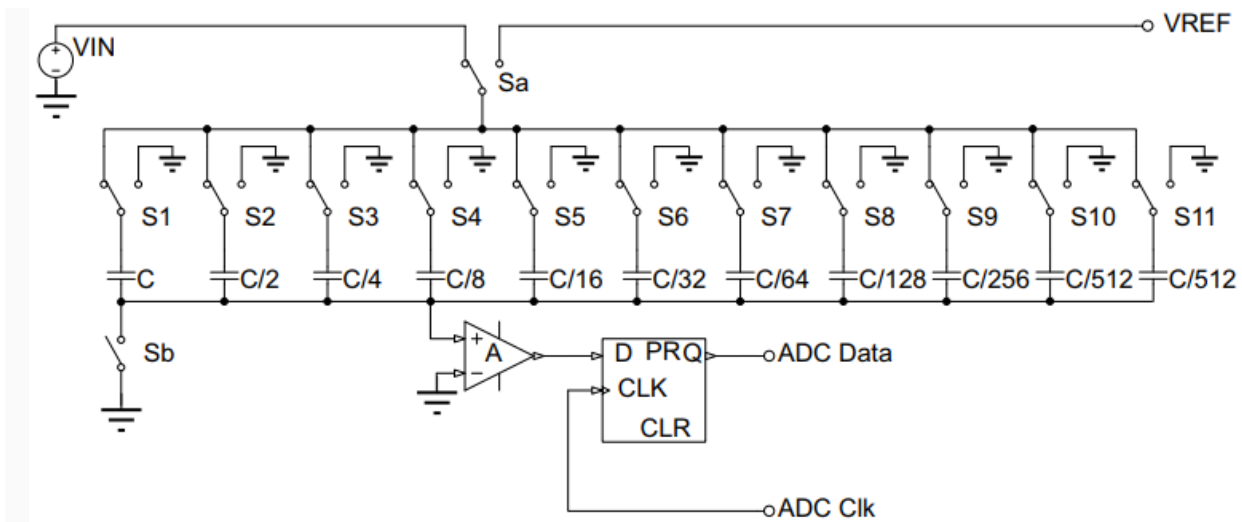 VREF
VIN
Sa
S1 S2 S3 S4 S5 S6 S7 S8 S9 S10 S11
C C/2 C/4 C/8 C/16 C/32 C/64 C/128 C/256 C/512 C/512
Sb
+ A -
D PR Q
CLK
CLR
ADC Data
ADC Clk